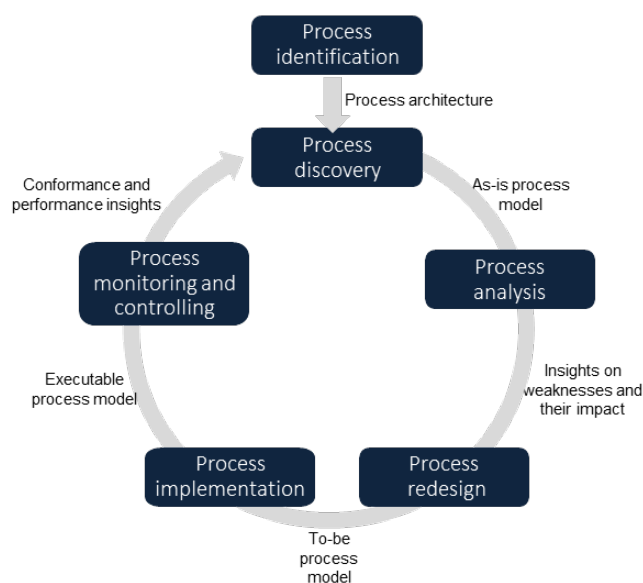 Process
identification
Process architecture
Process
discovery
As-is process
model
Process
analysis
Insights on
weaknesses and
their impact
Process
redesign
To-be
process
model
Process
implementation
Executable
process model
Process
monitoring and
controlling
Conformance and
performance insights